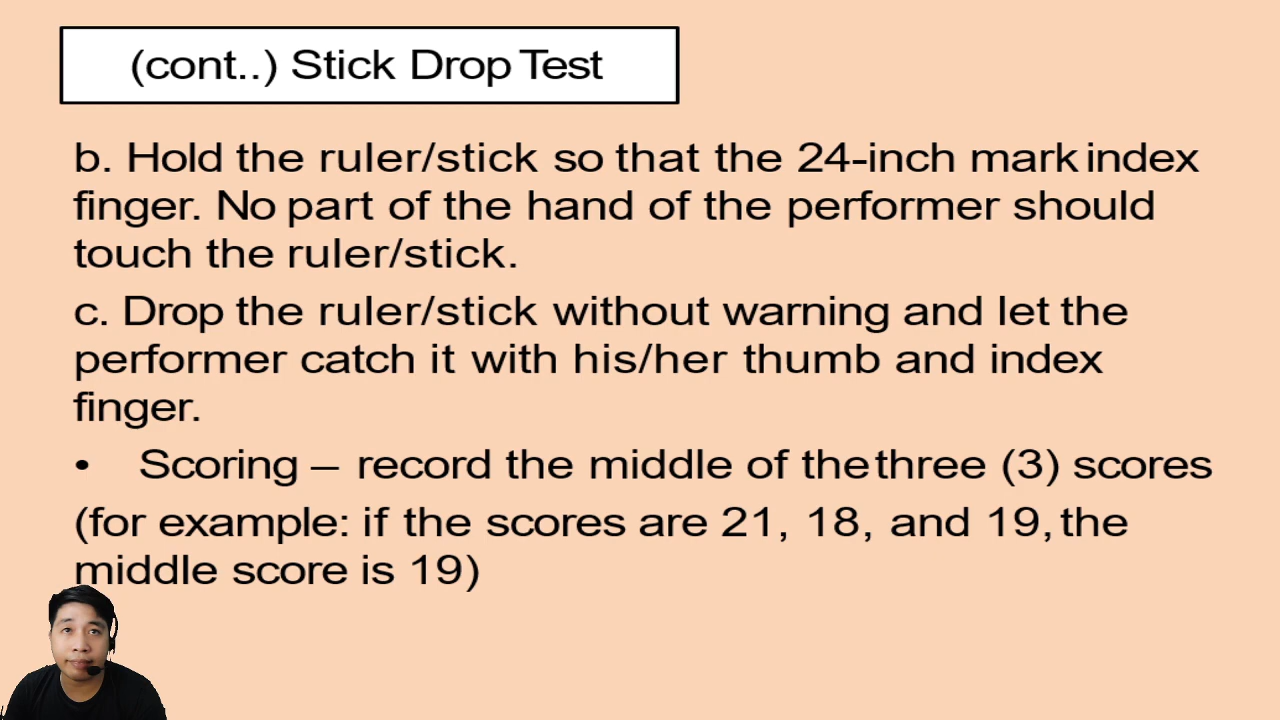 (cont..) Stick Drop Test
b. Hold the ruler/stick so that the 24-inch mark index
finger. No part of the hand of the performer should
touch the ruler/stick.
c. Drop the ruler/stick without warning and let the
performer catch it with his/her thumb and index
finger.
• Scoring – record the middle of the three (3) scores
(for example: if the scores are 21, 18, and 19, the
middle score is 19)